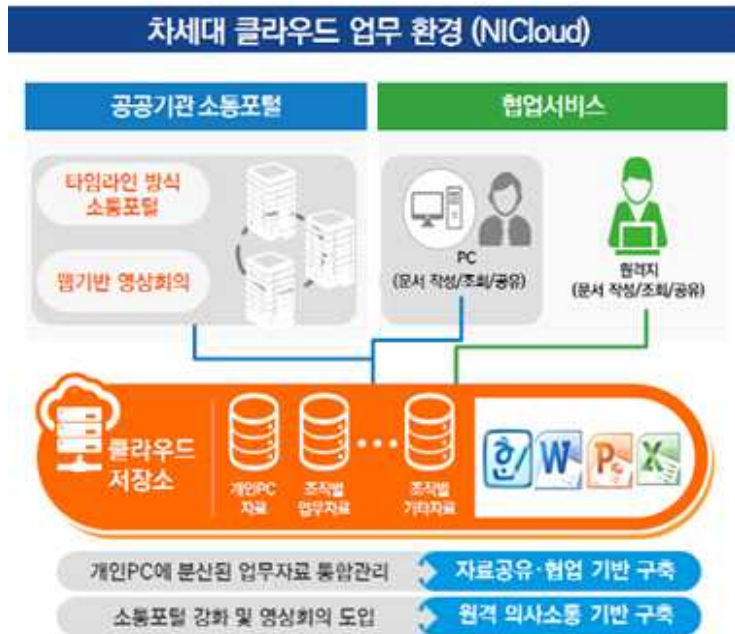 차세대 클라우드 업무 환경 (NICloud)
공공기관 소통포털
협업서비스
타임라인 방식
소통포털
웹기반 영상회의
PC
(문서 작성/조회/공유)
원격지
(문서 작성/조회/공유)
클라우드
저장소
개인PC
자료
조직별
업무자료
조직별
기타자료
한 W P X
개인PC에 분산된 업무자료 통합관리
자료공유·협업 기반 구축
소통포털 강화 및 영상회의 도입
원격 의사소통 기반 구축